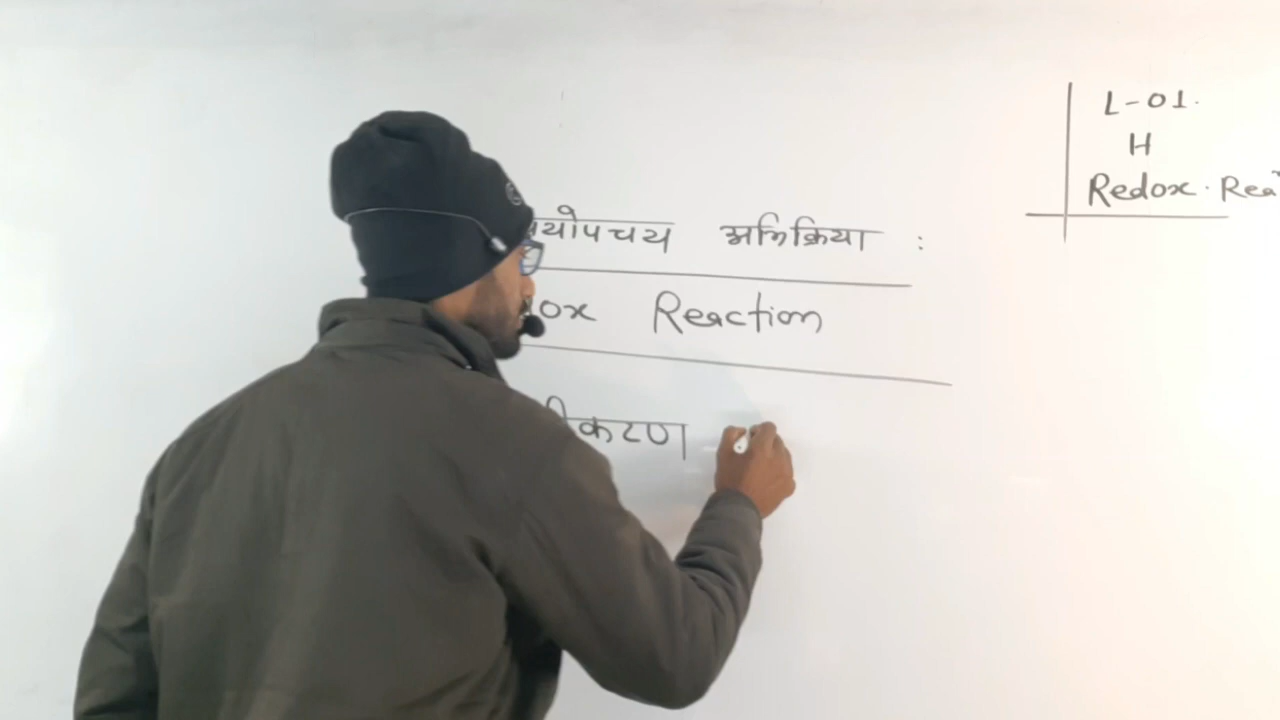 L-01.
H
Redox. Rea
योपचय अभिक्रिया :
ox Reaction
ीकरण